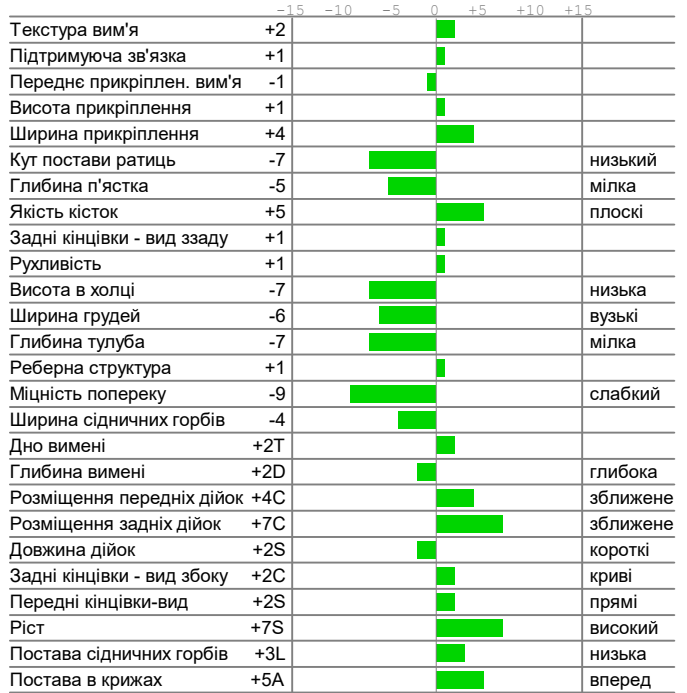 -15 -10 -5 0 +5 +10 +15
Текстура вим'я +2
Підтримуюча зв'язка +1
Переднє прикріплен. вим'я -1
Висота прикріплення +1
Ширина прикріплення +4
Кут постави ратиць -7 низький
Глибина п'ястка -5 мілка
Якість кісток +5 плоскі
Задні кінцівки - вид ззаду +1
Рухливість +1
Висота в холці -7 низька
Ширина грудей -6 вузькі
Глибина тулуба -7 мілка
Реберна структура +1
Міцність попереку -9 слабкий
Ширина сідничних горбів -4
Дно вимені +2T
Глибина вимені +2D глибока
Розміщення передніх дійок +4C зближене
Розміщення задніх дійок +7C зближене
Довжина дійок +2S короткі
Задні кінцівки - вид збоку +2C криві
Передні кінцівки-вид +2S прямі
Ріст +7S високий
Постава сідничних горбів +3L низька
Постава в крижах +5A вперед